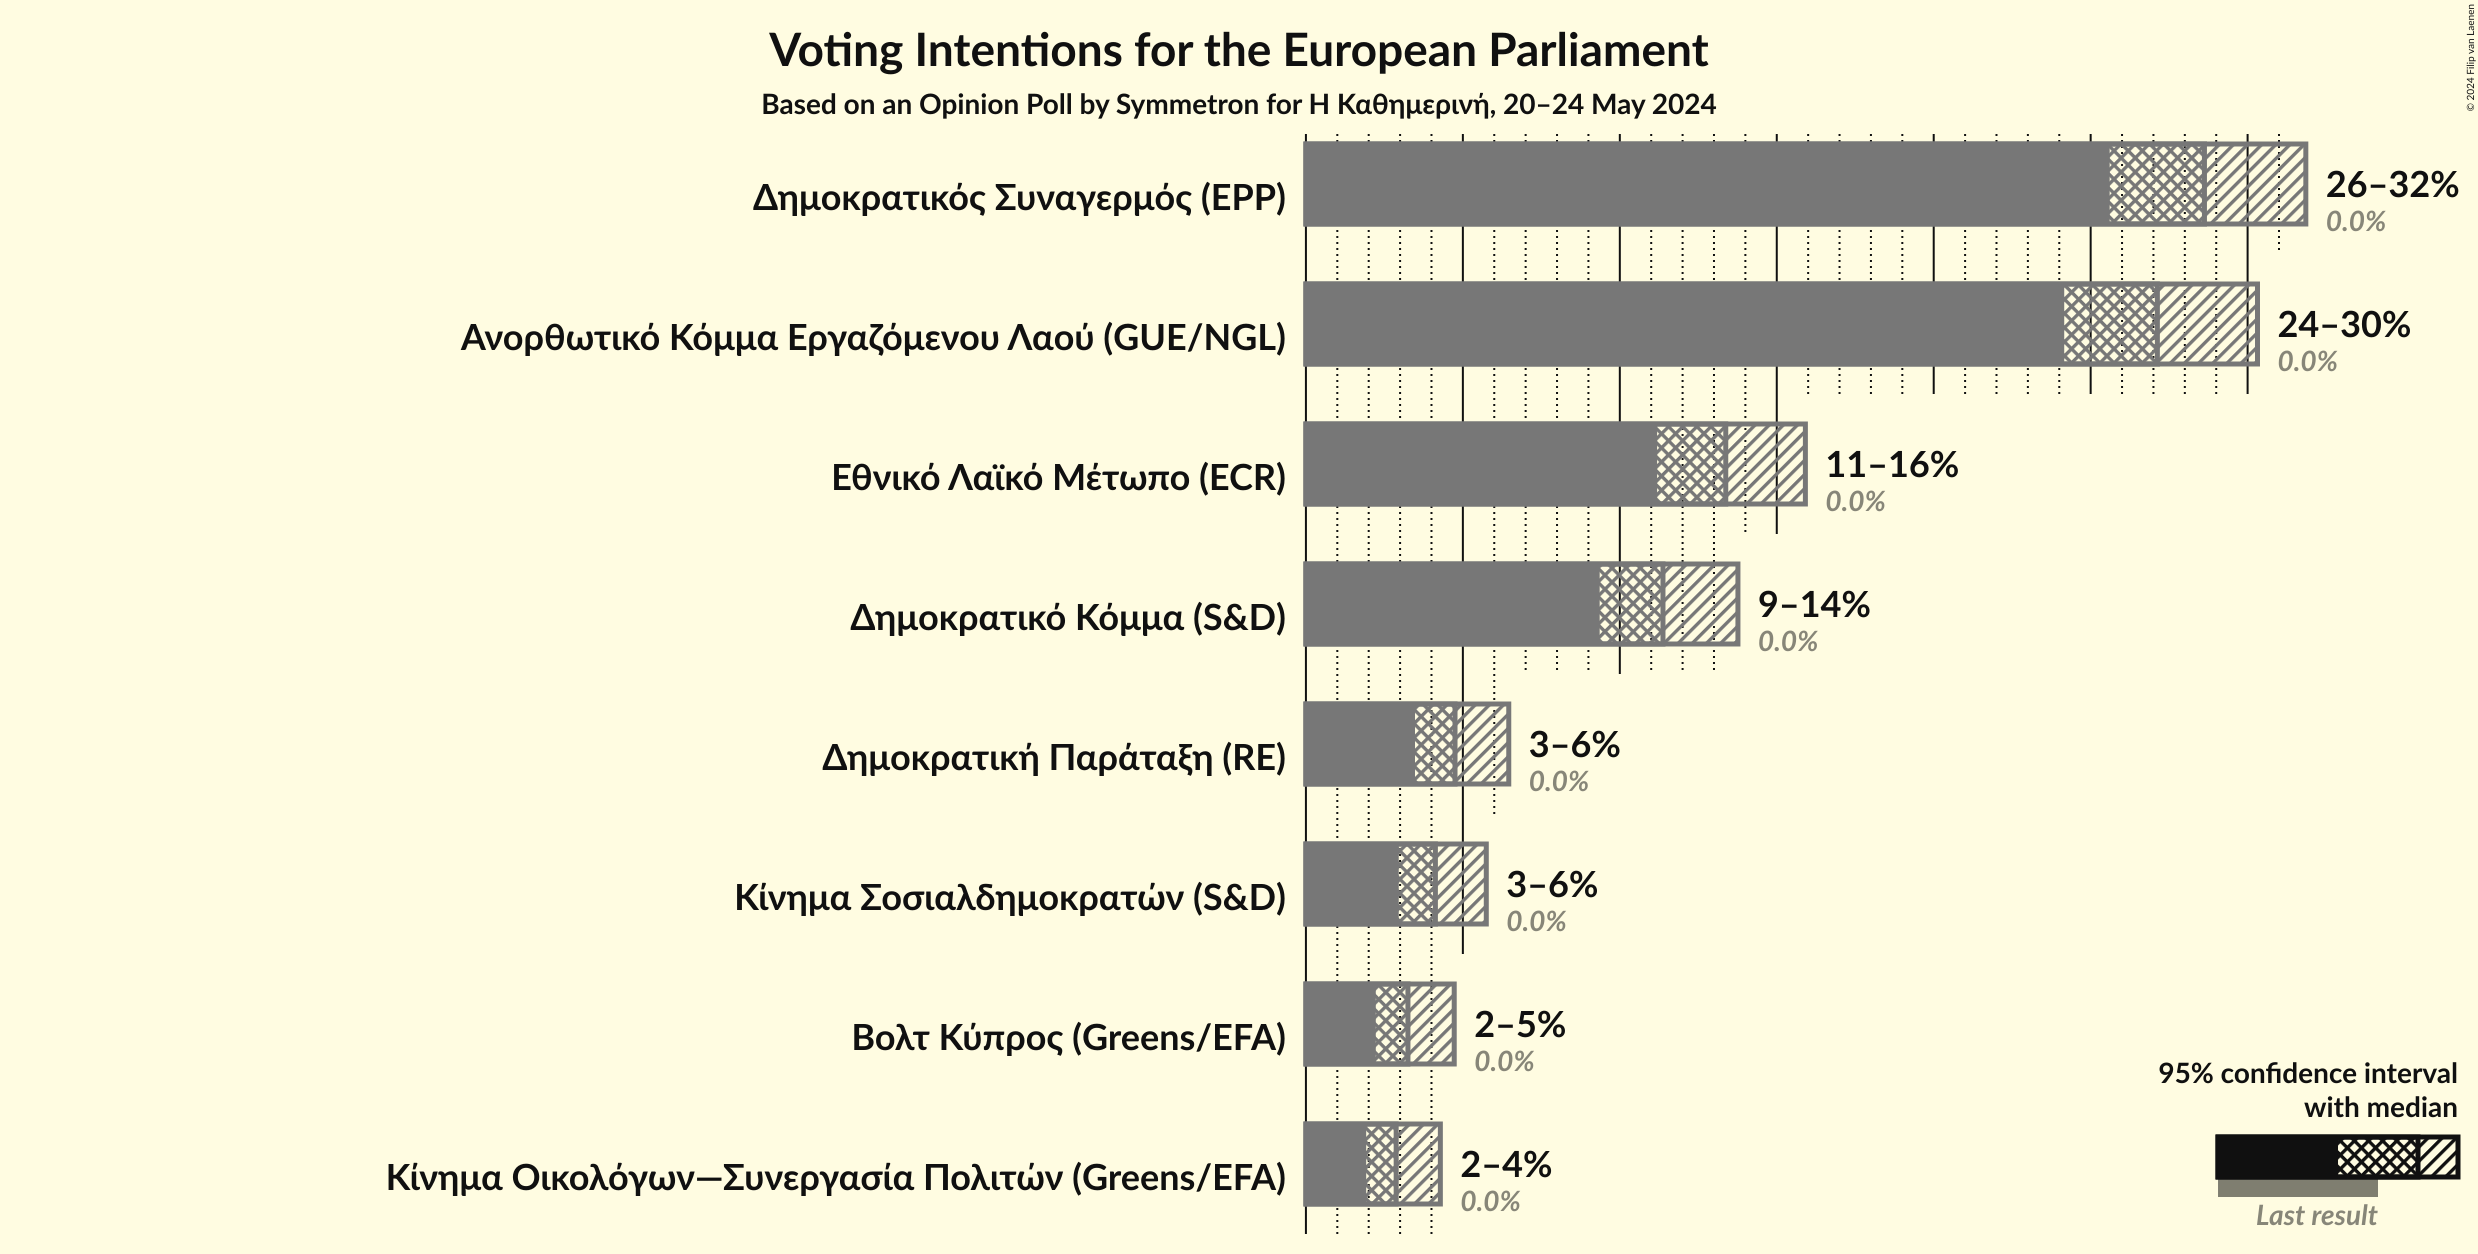 Voting Intentions for the European Parliament
Based on an Opinion Poll by Symmetron for Η Καθημερινή, 20–24 May 2024
© 2024 Filip van Laenen
Δημοκρατικός Συναγερμός (EPP)
26–32%
0.0%
Ανορθωτικό Κόμμα Εργαζόμενου Λαού (GUE/NGL)
24–30%
0.0%
Εθνικό Λαϊκό Μέτωπο (ECR)
11–16%
0.0%
Δημοκρατικό Κόμμα (S&D)
9–14%
0.0%
Δημοκρατική Παράταξη (RE)
3–6%
0.0%
Κίνημα Σοσιαλδημοκρατών (S&D)
3–6%
0.0%
Βολτ Κύπρος (Greens/EFA)
2–5%
0.0%
Κίνημα Οικολόγων—Συνεργασία Πολιτών (Greens/EFA)
2–4%
0.0%
95% confidence interval
with median
Last result